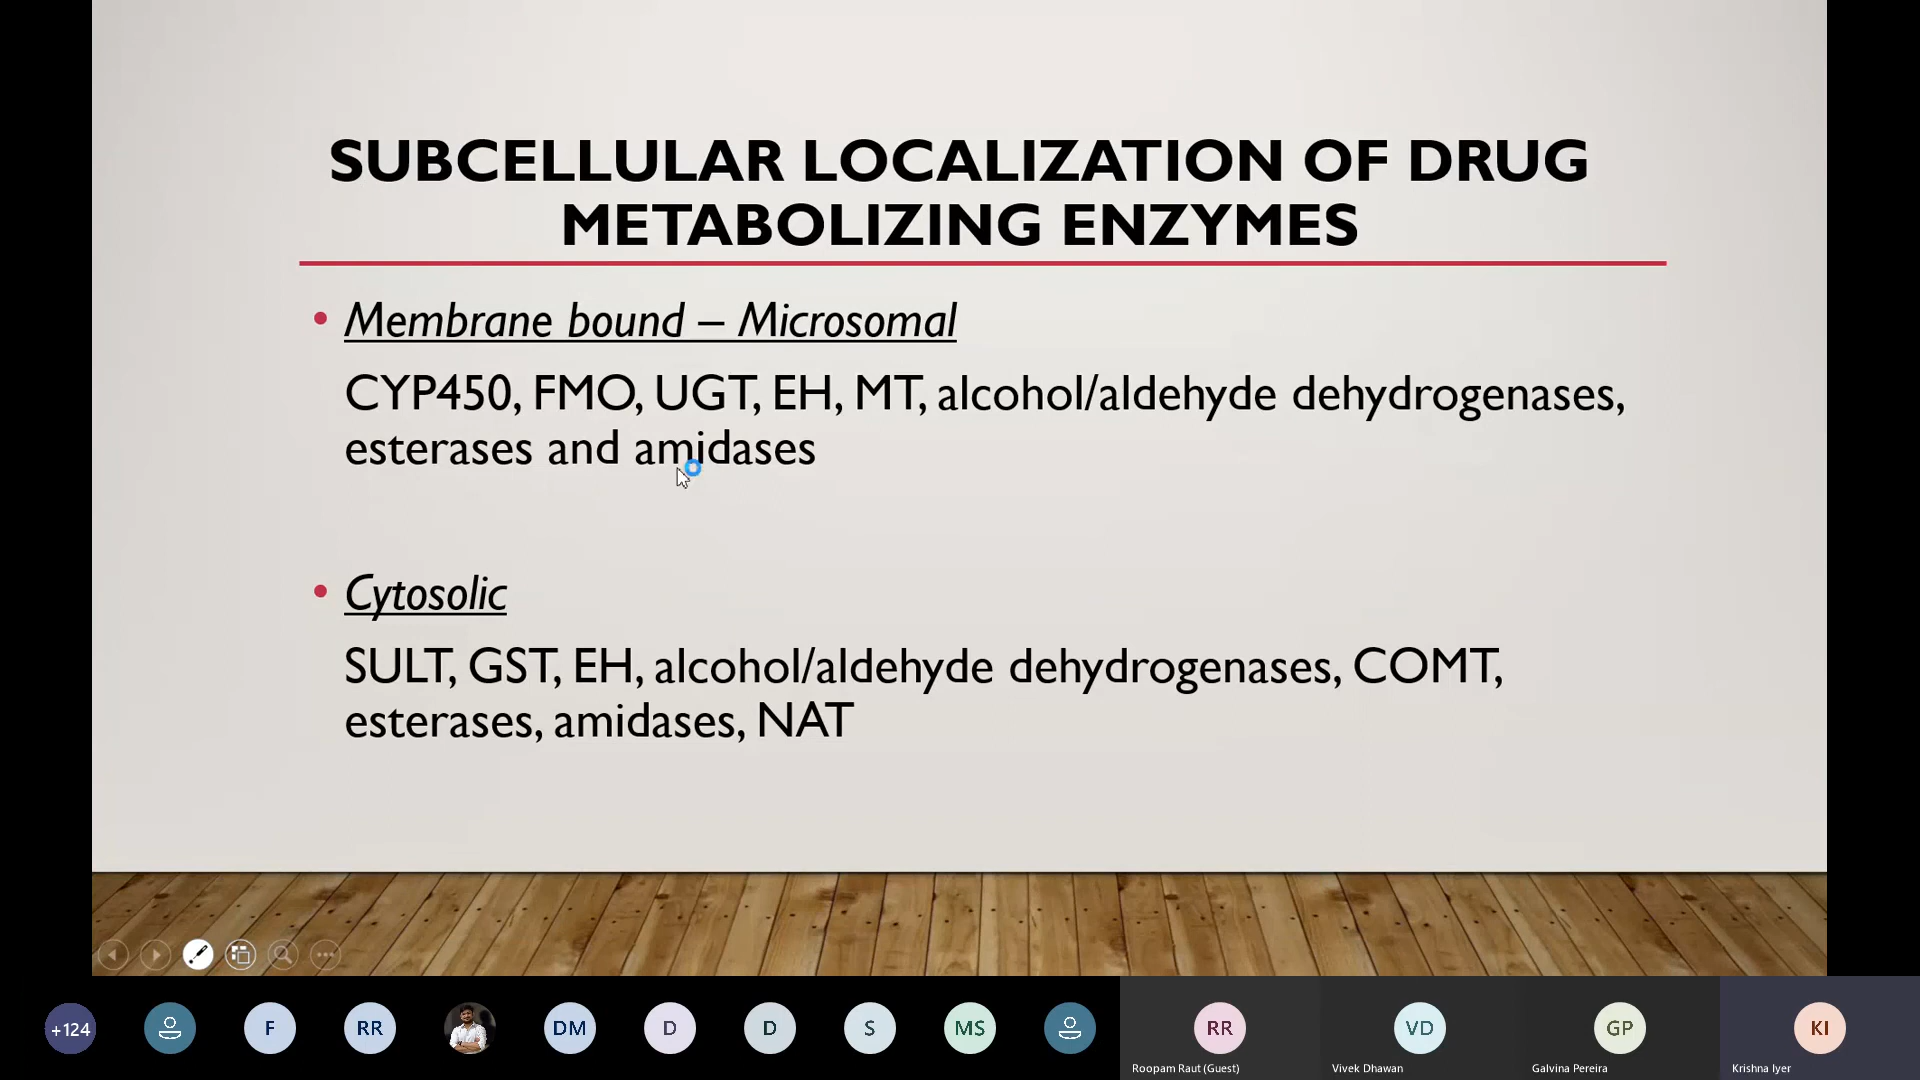 SUBCELLULAR LOCALIZATION OF DRUG
METABOLIZING ENZYMES
• Membrane bound – Microsomal
CYP450, FMO, UGT, EH, MT, alcohol/aldehyde dehydrogenases,
esterases and amidases
• Cytosolic
SULT, GST, EH, alcohol/aldehyde dehydrogenases, COMT,
esterases, amidases, NAT
+124
F
RR
DM
D
D
S
MS
RR
VD
GP
KI
Roopam Raut (Guest)
Vivek Dhawan
Galvina Pereira
Krishna Iyer